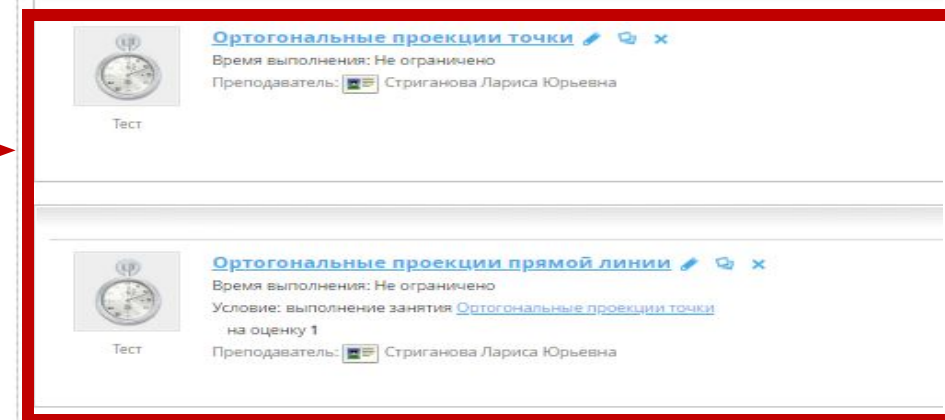 Ортогональные проекции точки
Время выполнения: Не ограничено
Преподаватель: Стриганова Лариса Юрьевна
Тест
Ортогональные проекции прямой линии
Время выполнения: Не ограничено
Условие: выполнение занятия Ортогональные проекции точки
на оценку 1
Преподаватель: Стриганова Лариса Юрьевна
Тест